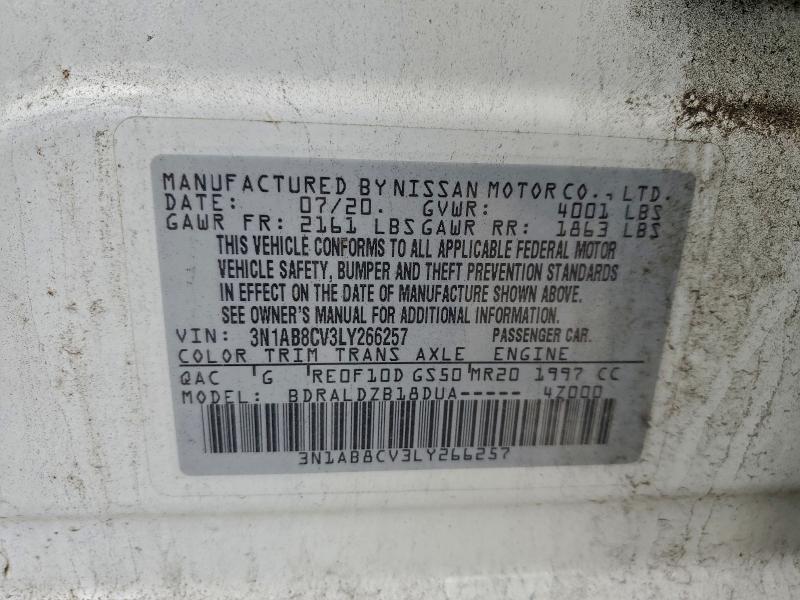 MANUFACTURED BY NISSAN MOTOR CO., LTD.
DATE: 07/20. GVWR: 4001 LBS
GAWR FR: 2161 LBS GAWR RR: 1863 LBS
THIS VEHICLE CONFORMS TO ALL APPLICABLE FEDERAL MOTOR
VEHICLE SAFETY, BUMPER AND THEFT PREVENTION STANDARDS
IN EFFECT ON THE DATE OF MANUFACTURE SHOWN ABOVE.
SEE OWNER'S MANUAL FOR ADDITIONAL INFORMATION.
VIN: 3N1AB8CV3LY266257 PASSENGER CAR.
COLOR TRIM TRANS AXLE ENGINE
QAC G RE0F10D GS50 MR20 1997 CC
MODEL: BDRALDZB18DUA----- 4Z000
3N1AB8CV3LY266257